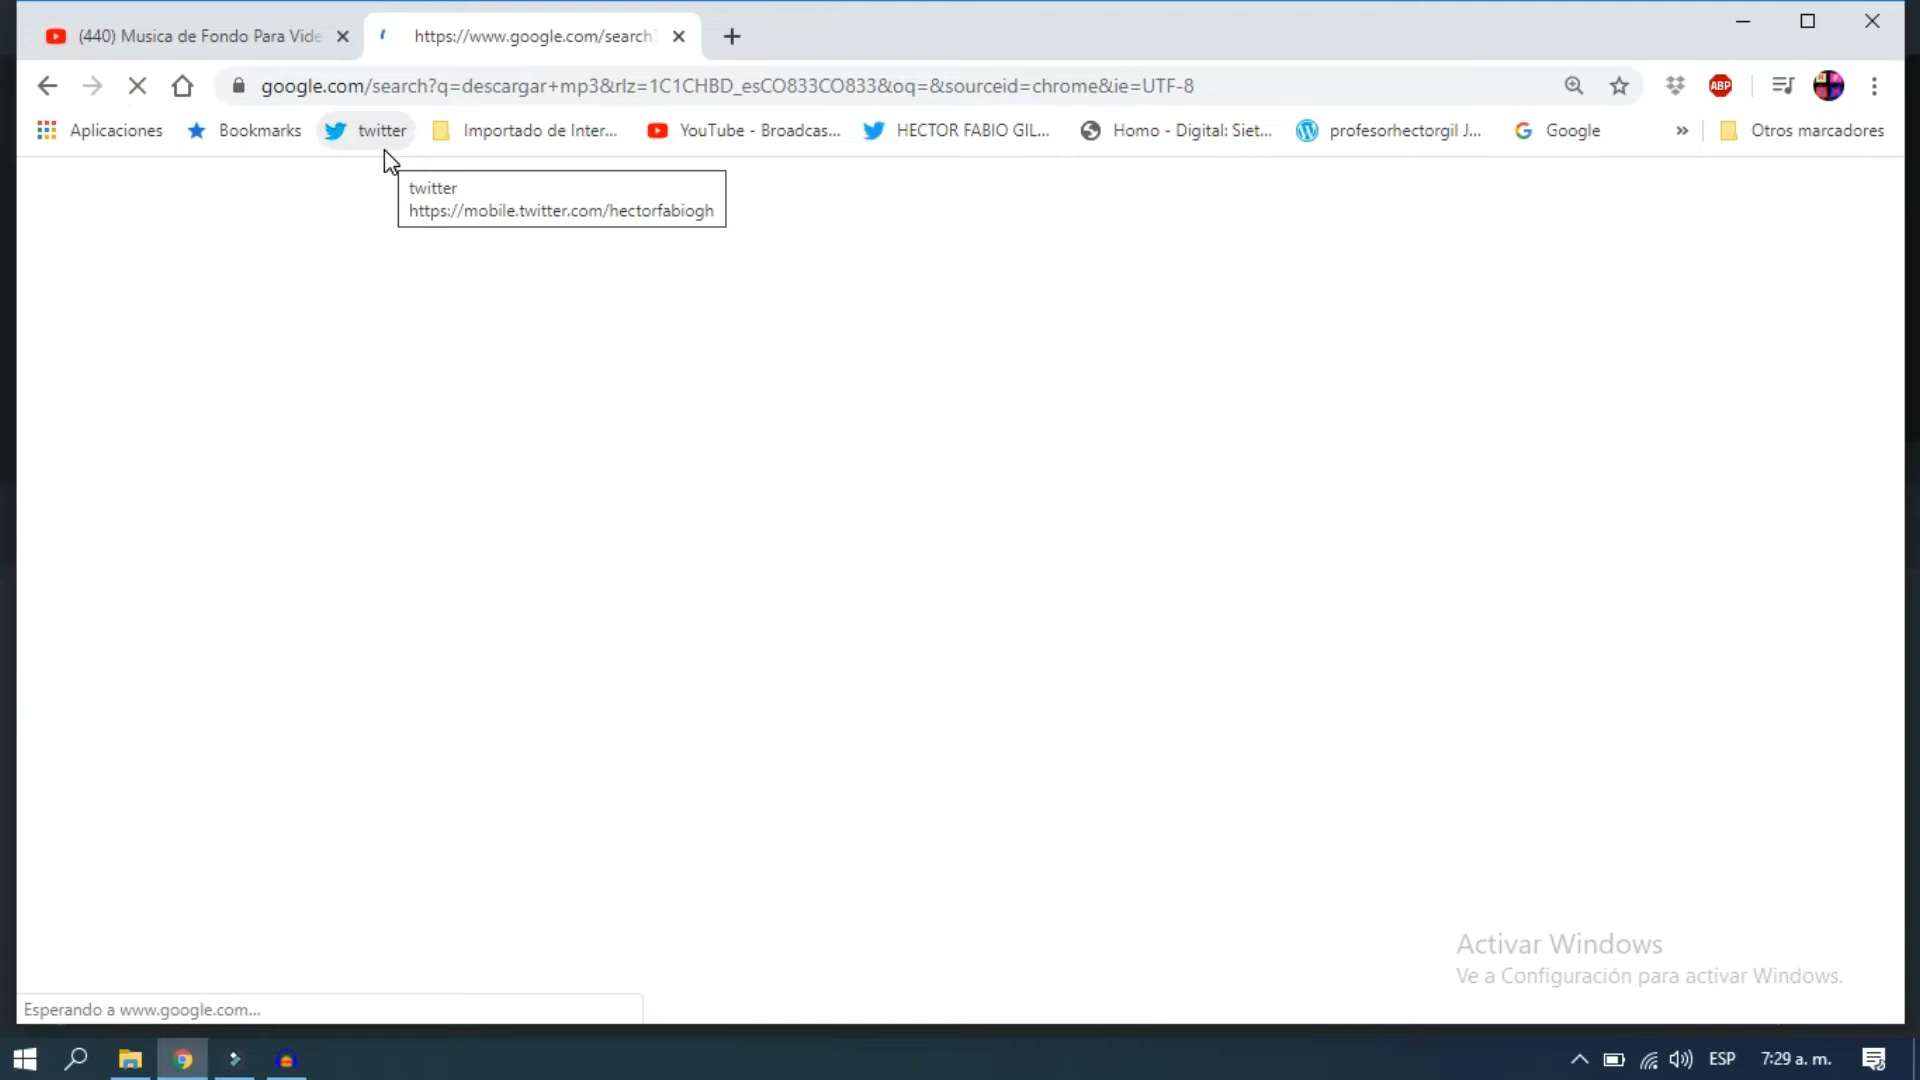 (440) Musica de Fondo Para Vide
https://www.google.com/search?
google.com/search?q=descargar+mp3&rlz=1C1CHBD_esCO833CO833&oq=&sourceid=chrome&ie=UTF-8
ABP
Aplicaciones
Bookmarks
twitter
Importado de Inter...
YouTube - Broadcas...
HECTOR FABIO GIL...
Homo - Digital: Siet...
profesorhectorgil J...
Google
»
Otros marcadores
twitter
https://mobile.twitter.com/hectorfabiogh
Activar Windows
Ve a Configuración para activar Windows.
Esperando a www.google.com...
ESP
7:29 a. m.